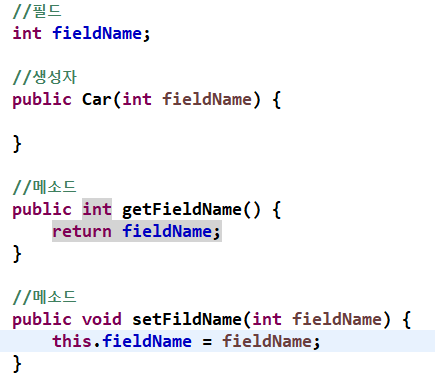 //필드
int fieldName;
//생성자
public Car(int fieldName) {
}
//메소드
public int getFieldName() {
return fieldName;
}
//메소드
public void setFildName(int fieldName) {
this.fieldName = fieldName;
}